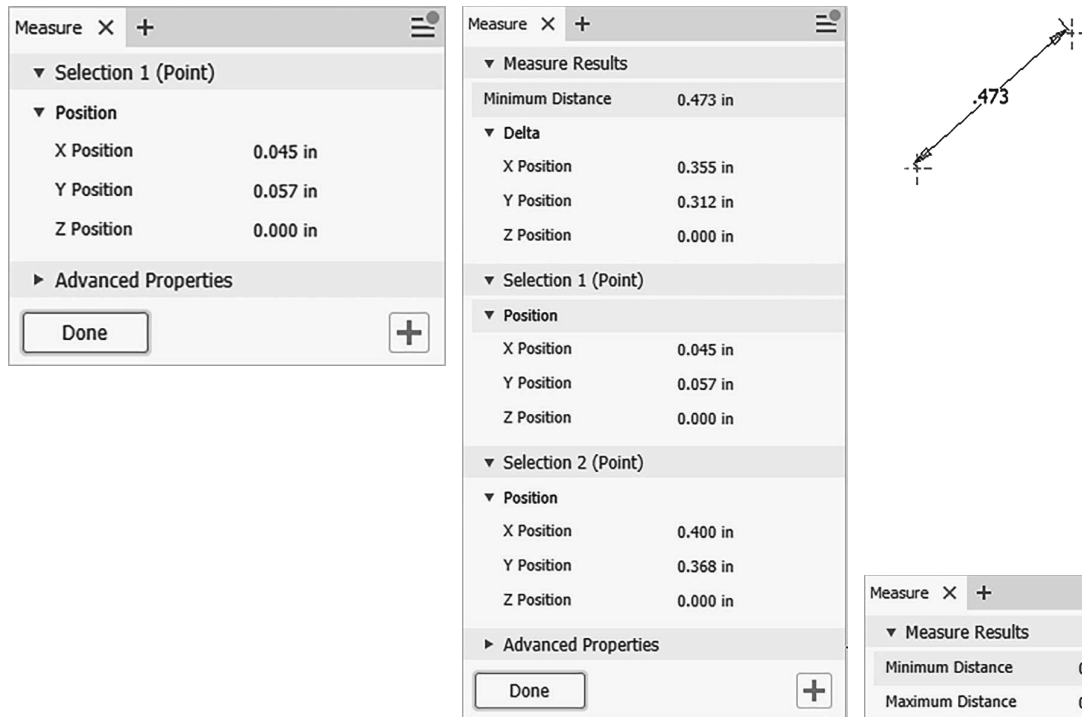 Measure
Selection 1 (Point)
Position
X Position 0.045 in
Y Position 0.057 in
Z Position 0.000 in
Advanced Properties
Done
Measure
Measure Results
Minimum Distance 0.473 in
Delta
X Position 0.355 in
Y Position 0.312 in
Z Position 0.000 in
Selection 1 (Point)
Position
X Position 0.045 in
Y Position 0.057 in
Z Position 0.000 in
Selection 2 (Point)
Position
X Position 0.400 in
Y Position 0.368 in
Z Position 0.000 in
Advanced Properties
Done
.473
Measure
Measure Results
Minimum Distance
Maximum Distance